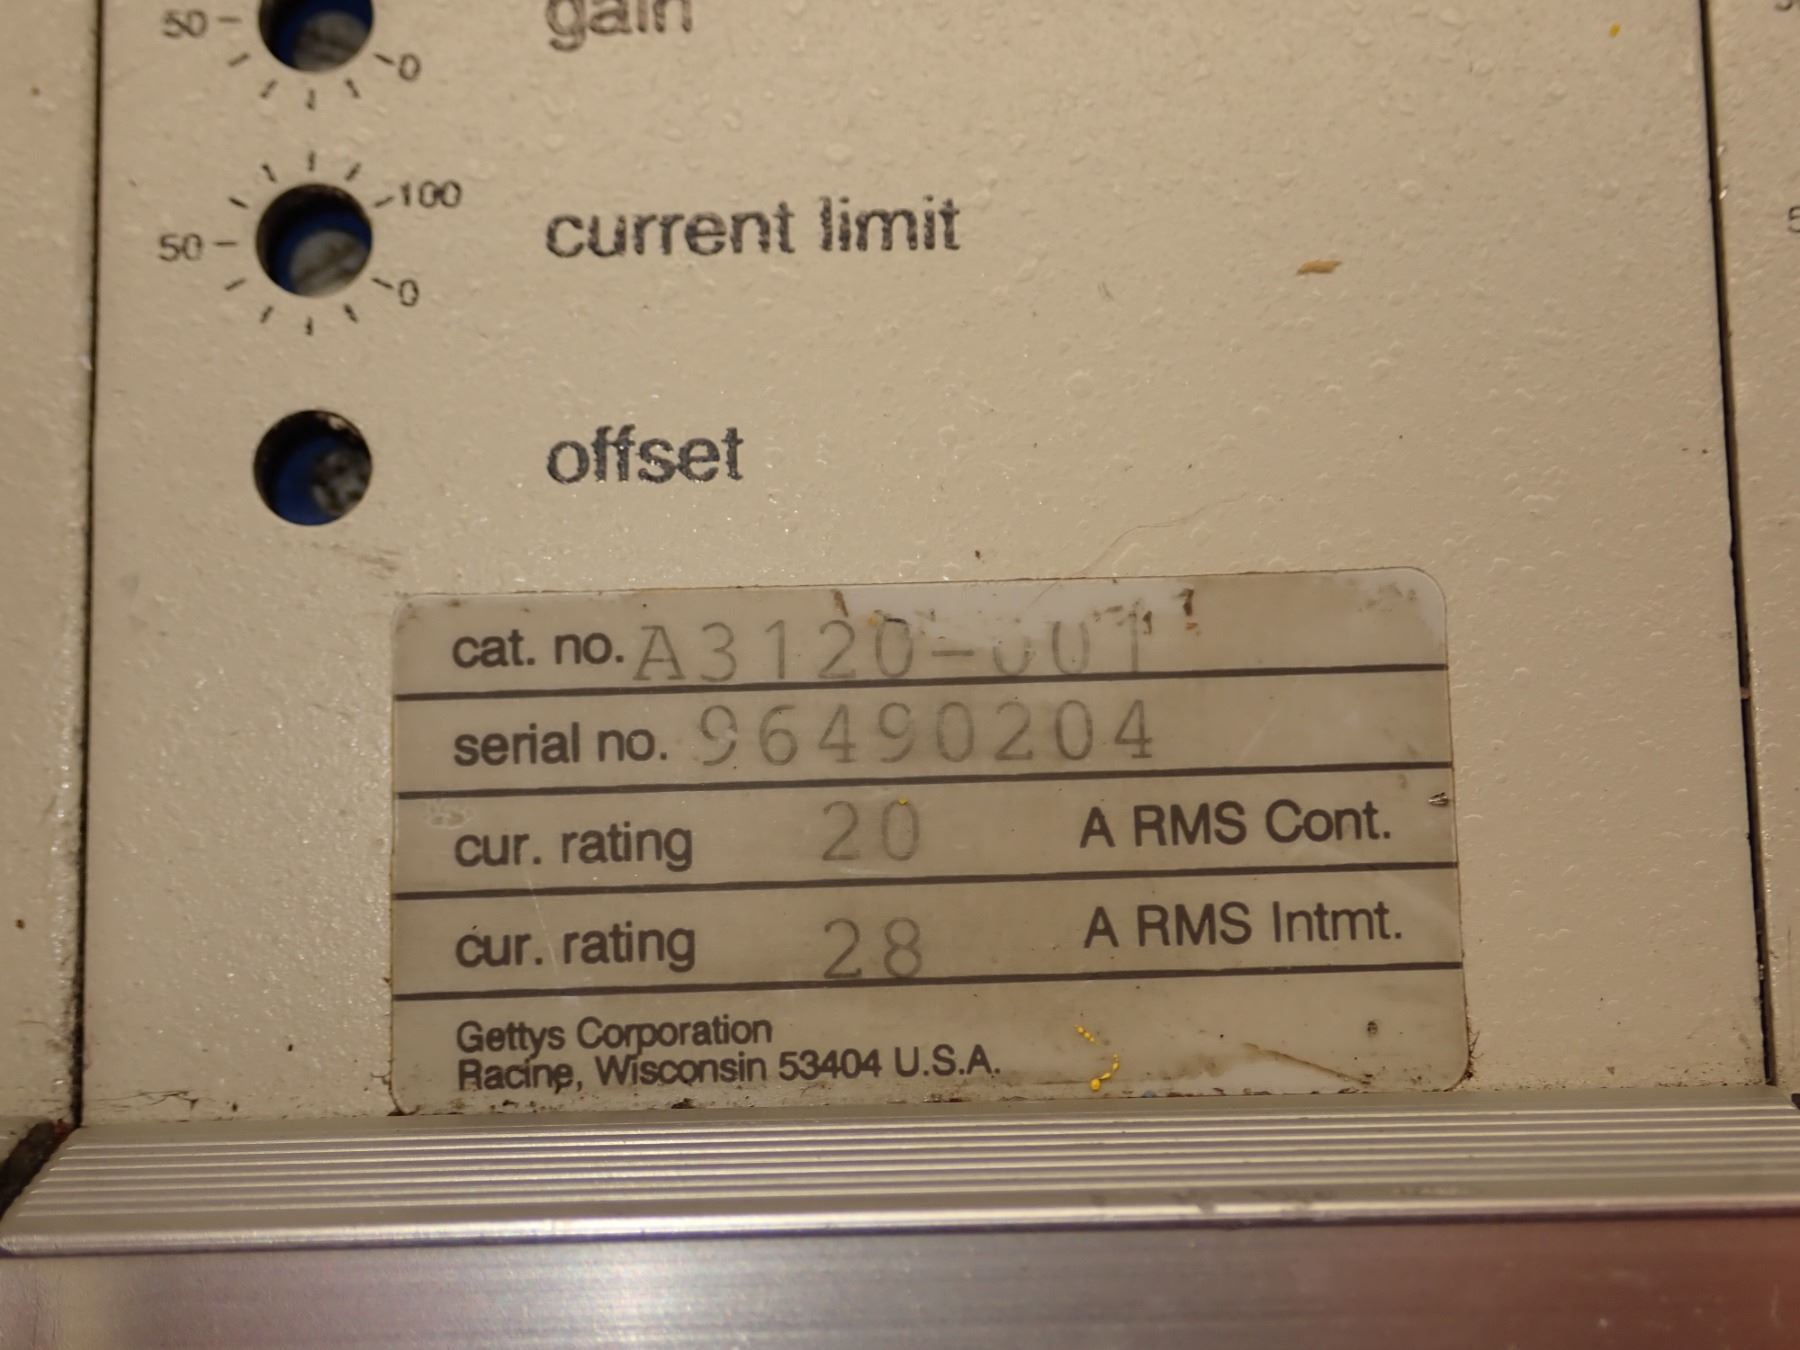 50
gain
0
100
50
current limit
0
offset
cat. no. A3120-001
serial no. 96490204
cur. rating 20 A RMS Cont.
cur. rating 28 A RMS Intmt.
Gettys Corporation
Racine, Wisconsin 53404 U.S.A.